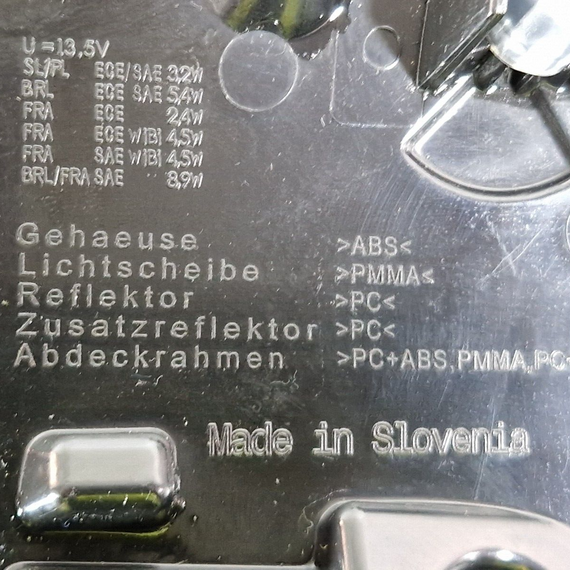 U=13,5V
SL/PL ECE/SAE 3,2W
BRL ECE SAE 5,4W
FRA ECE 2,4W
FRA ECE WIBI 4,5W
FRA SAE WIBI 4,5W
BRL/FRA SAE 8,9W
Gehaeuse >ABS<
Lichtscheibe >PMMA<
Reflektor >PC<
Zusatzreflektor >PC<
Abdeckrahmen >PC+ABS,PMMA,PC
Made in Slovenia